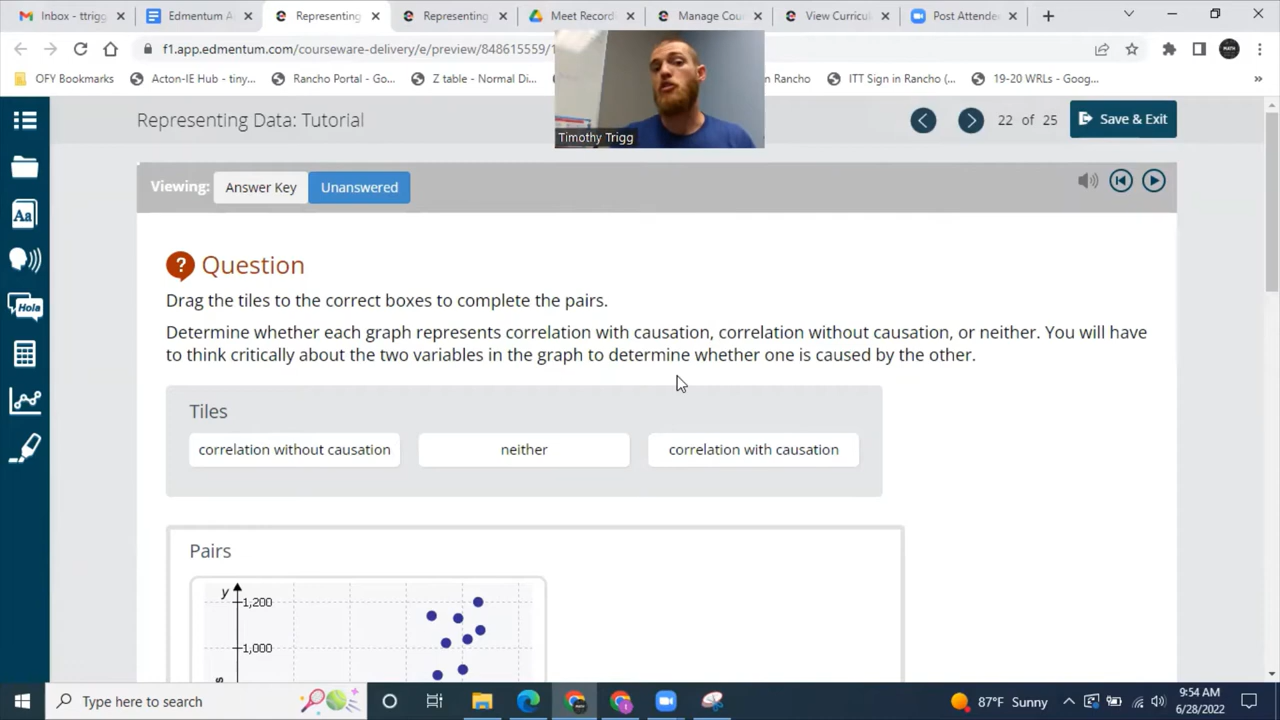 Inbox - ttrigg
Edmentum A
Representing
Representing
Meet Record
Manage Cou
View Curricul
Post Attende
f1.app.edmentum.com/courseware-delivery/e/preview/848615559/1
OFY Bookmarks
Acton-IE Hub - tiny...
Rancho Portal - Go...
Z table - Normal Di...
n Rancho
ITT Sign in Rancho (...
19-20 WRLs - Goog...
»
Timothy Trigg
Representing Data: Tutorial
22 of 25
Save & Exit
Viewing:
Answer Key
Unanswered
Aa
Hola
? Question
Drag the tiles to the correct boxes to complete the pairs.
Determine whether each graph represents correlation with causation, correlation without causation, or neither. You will have
to think critically about the two variables in the graph to determine whether one is caused by the other.
Tiles
correlation without causation
neither
correlation with causation
Pairs
y
1,200
1,000
Type here to search
87°F Sunny
9:54 AM
6/28/2022